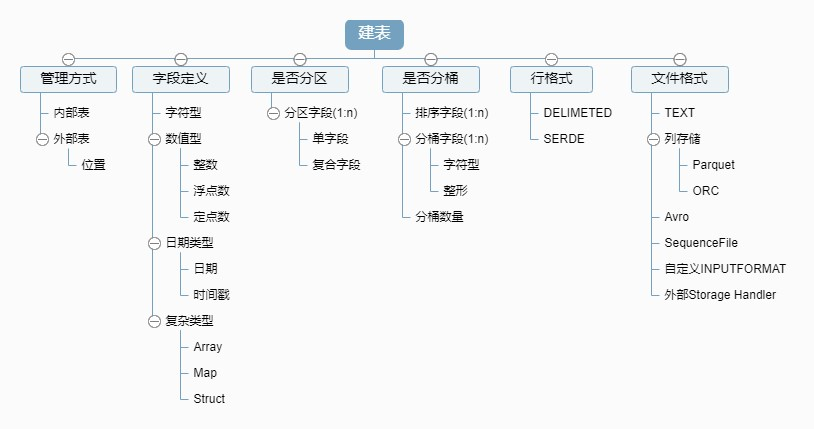 建表
管理方式
内部表
外部表
位置
字段定义
字符型
数值型
整数
浮点数
定点数
日期类型
日期
时间戳
复杂类型
Array
Map
Struct
是否分区
分区字段(1:n)
单字段
复合字段
是否分桶
排序字段(1:n)
分桶字段(1:n)
字符型
整形
分桶数量
行格式
DELIMETED
SERDE
文件格式
TEXT
列存储
Parquet
ORC
Avro
SequenceFile
自定义INPUTFORMAT
外部Storage Handler